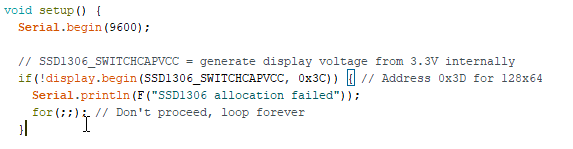 void setup() {
  Serial.begin(9600);

  // SSD1306_SWITCHCAPVCC = generate display voltage from 3.3V internally
  if(!display.begin(SSD1306_SWITCHCAPVCC, 0x3C)) { // Address 0x3D for 128x64
    Serial.println(F("SSD1306 allocation failed"));
    for(;;); // Don't proceed, loop forever
  }